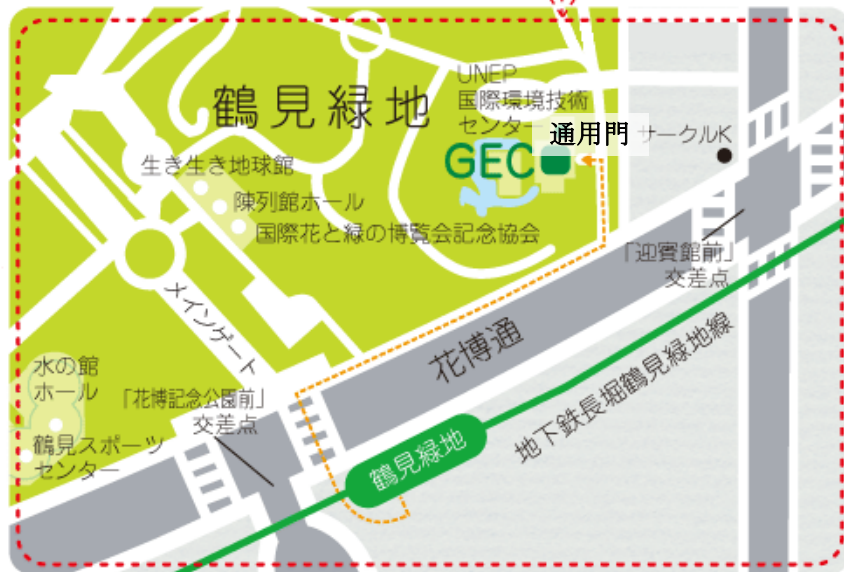 UNEP
国際環境技術
センター
鶴見緑地
通用門
サークルK
GEC
生き生き地球館
陳列館ホール
国際花と緑の博覧会記念協会
「迎賓館前」
交差点
メインゲート
花博通
地下鉄長堀鶴見緑地線
水の館
ホール
「花博記念公園前」
交差点
鶴見スポーツ
センター
鶴見緑地